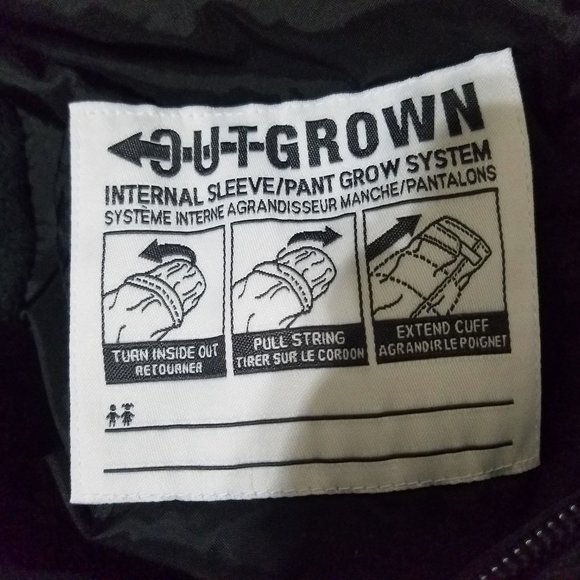 OUTGROWN
INTERNAL SLEEVE/PANT GROW SYSTEM
SYSTÈME INTERNE AGRANDISSEUR MANCHE/PANTALONS
TURN INSIDE OUT
RETOURNER
PULL STRING
TIRER SUR LE CORDON
EXTEND CUFF
AGRANDIR LE POIGNET